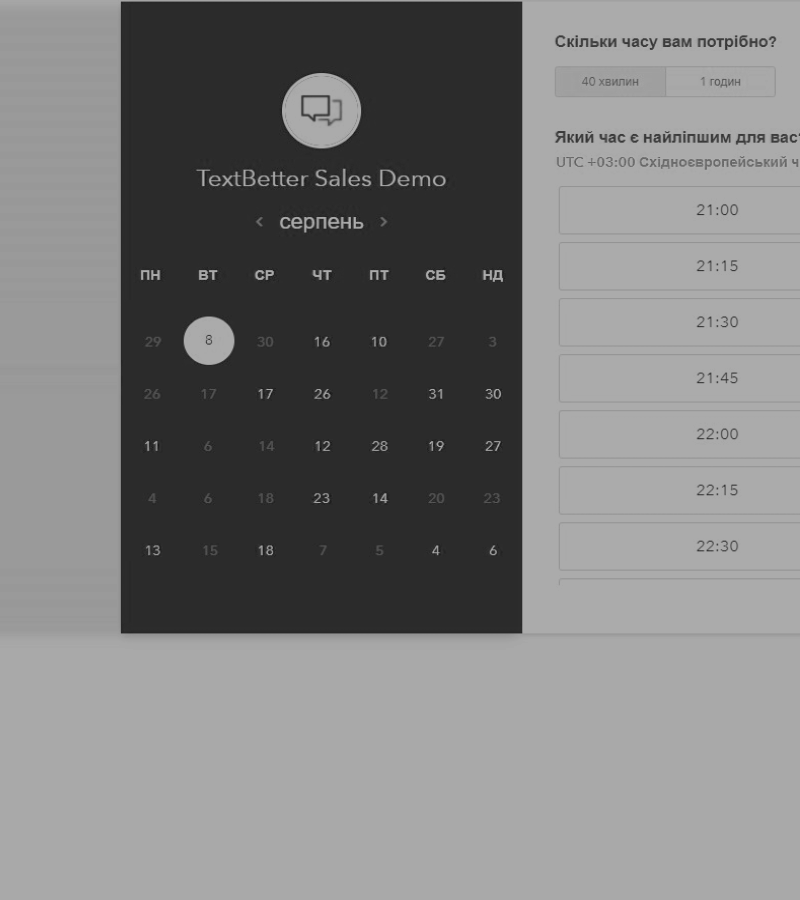 Скільки часу вам потрібно?
40 хвилин 1 годин
Який час є найліпшим для вас
UTC +03:00 Східноєвропейський
21:00
21:15
21:30
21:45
22:00
22:15
22:30
TextBetter Sales Demo
< серпень >
ПН ВТ СР ЧТ ПТ СБ НД
29 8 30 16 10 27 3
26 17 17 26 12 31 30
11 6 14 12 28 19 27
4 6 18 23 14 20 23
13 15 18 7 5 4 6